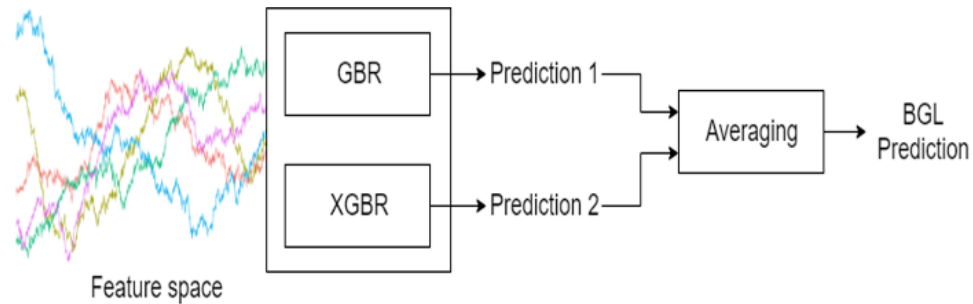 GBR
Prediction 1
Averaging
BGL
Prediction
XGBR
Prediction 2
Feature space